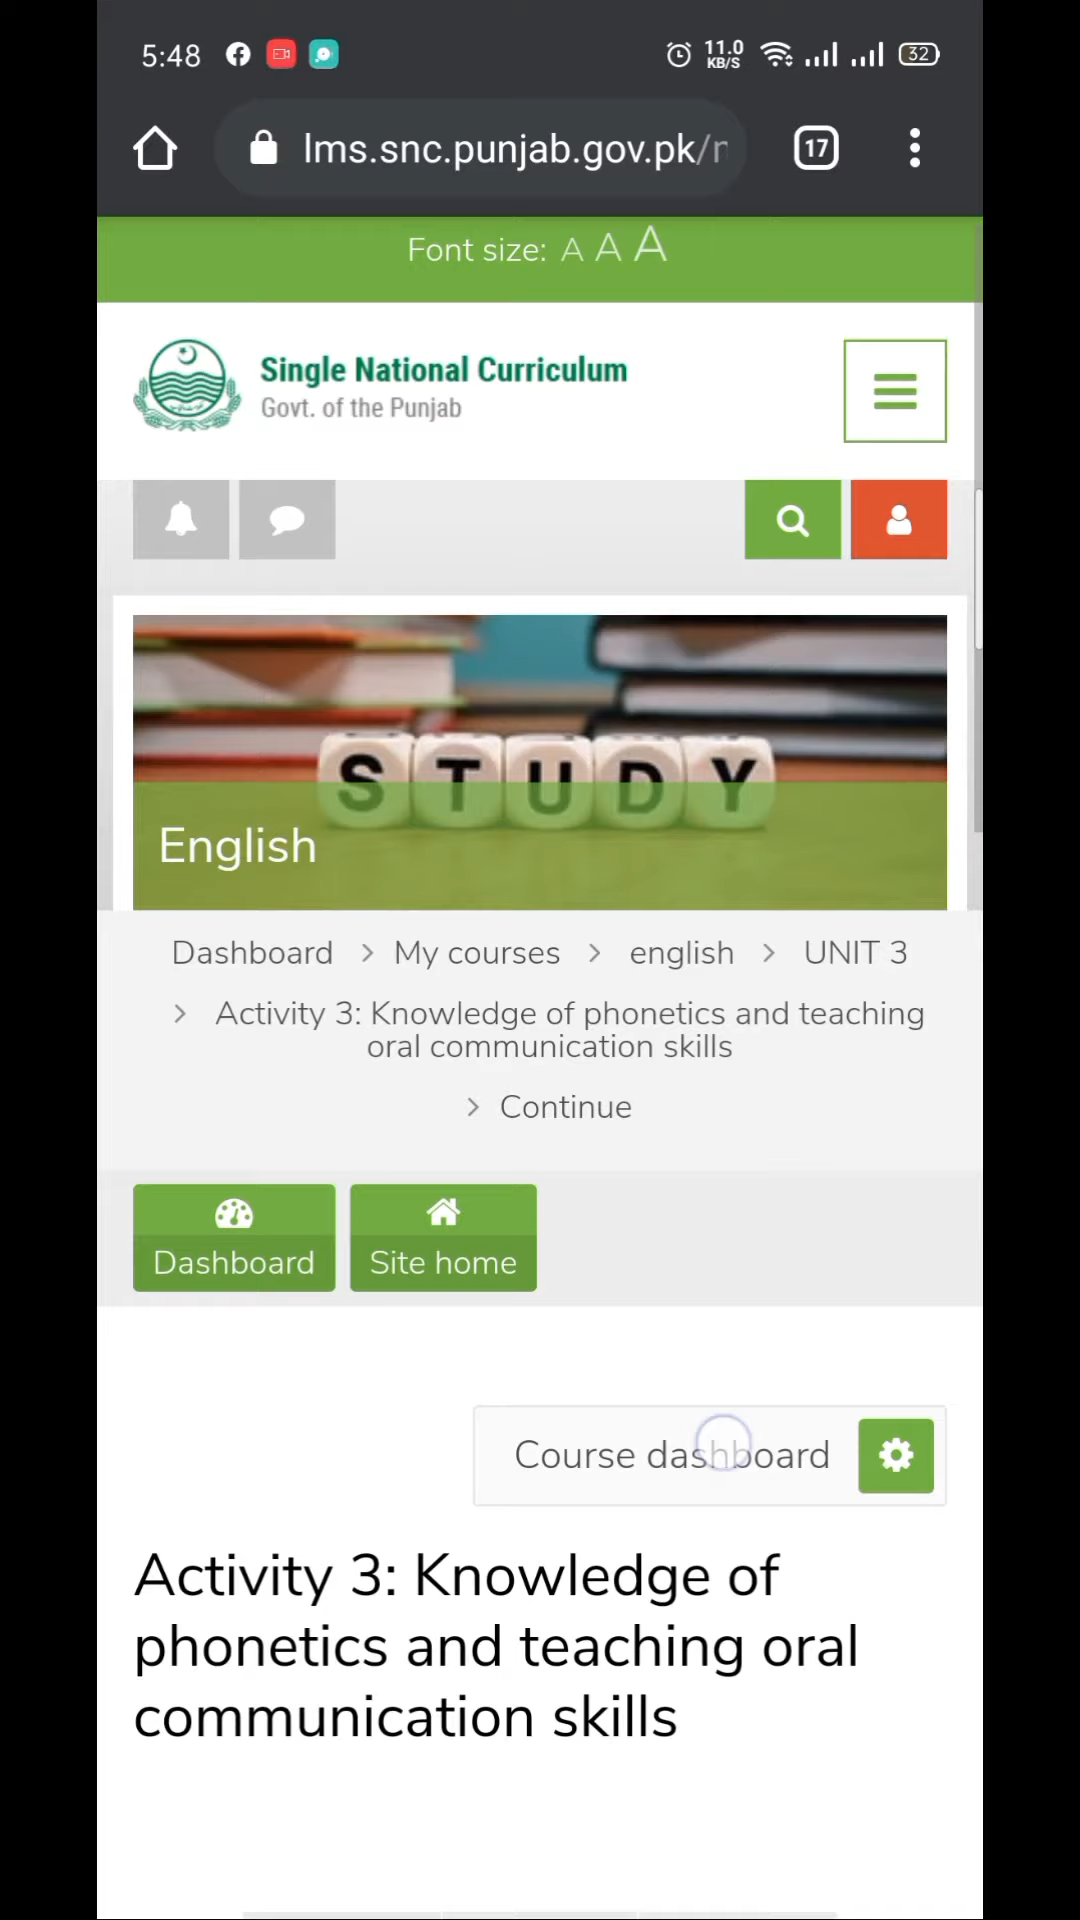 5:48 11.0 KB/S 32
lms.snc.punjab.gov.pk/ 17
Font size: A A A
Single National Curriculum
Govt. of the Punjab
STUDY
English
Dashboard > My courses > english > UNIT 3
> Activity 3: Knowledge of phonetics and teaching
oral communication skills
> Continue
Dashboard Site home
Course dashboard
Activity 3: Knowledge of
phonetics and teaching oral
communication skills